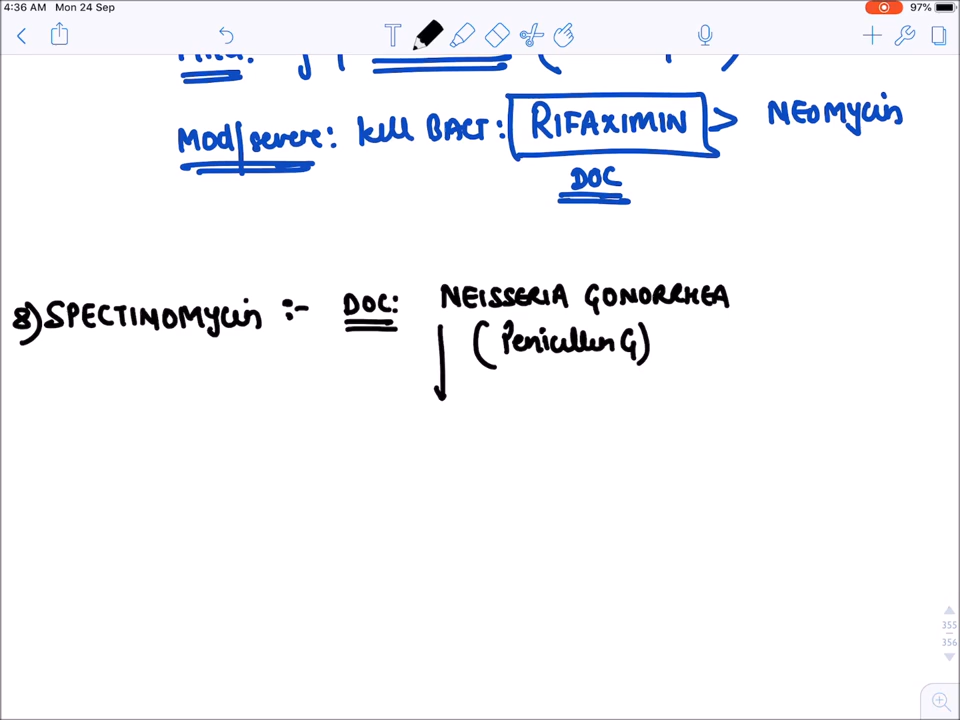 4:36 AM Mon 24 Sep 97%
T
Mod/severe: kill BACT: RIFAXIMIN > NEOMycin
DOC
8) SPECTINOMycin :- DOC: NEISSERIA GONORRHEA
(Penicillin G)
355
356